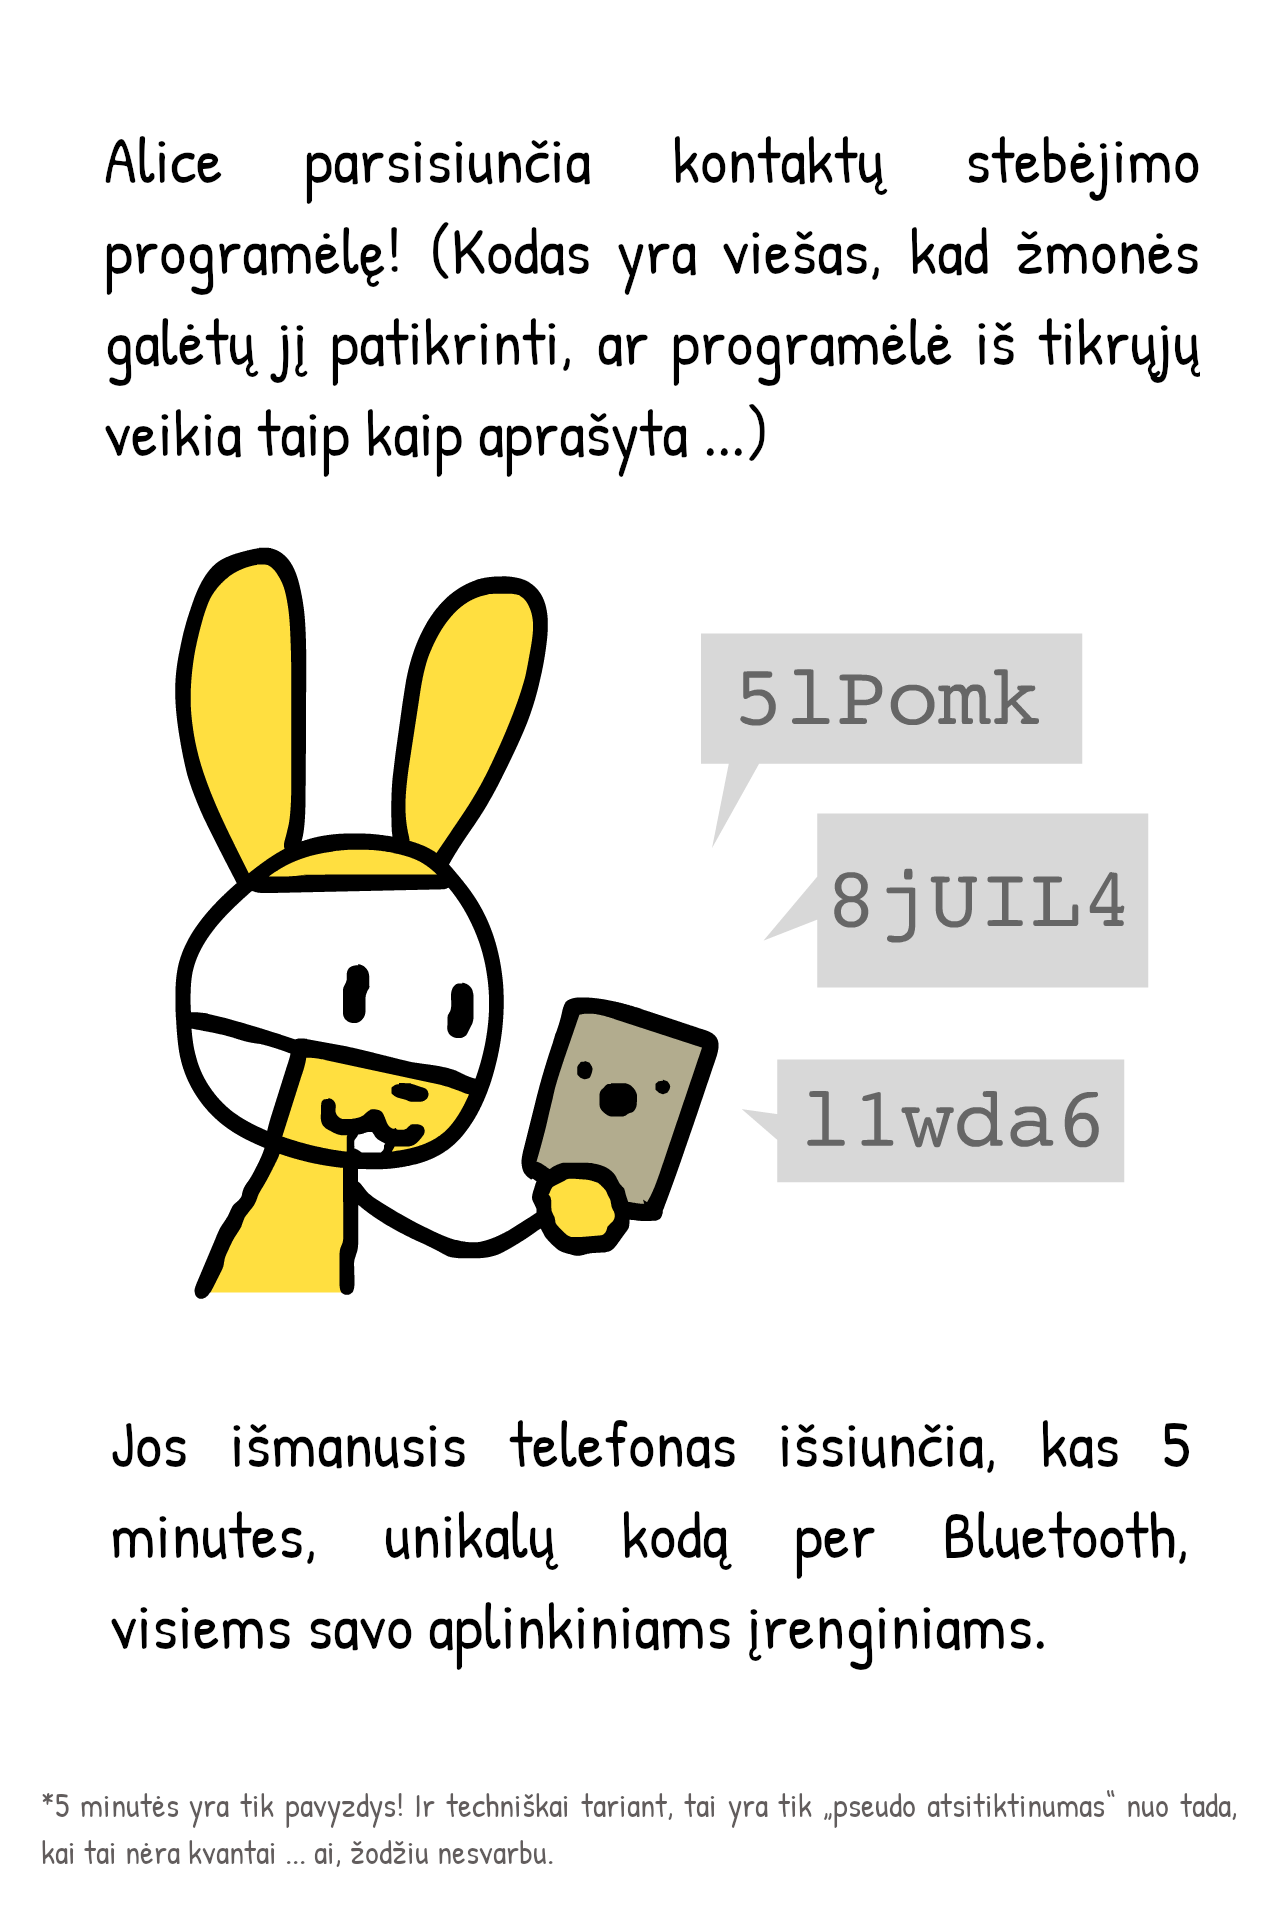 Alice parsisiunčia kontaktų stebėjimo
programėlę! (Kodas yra viešas, kad žmonės
galėtų jį patikrinti, ar programėlė iš tikrųjų
veikia taip kaip aprašyta ...)
5lPomk
8jUIL4
l1wda6
Jos išmanusis telefonas išsiunčia, kas 5
minutes, unikalų kodą per Bluetooth,
visiems savo aplinkiniams įrenginiams.
*5 minutės yra tik pavyzdys! Ir techniškai tariant, tai yra tik „pseudo atsitiktinumas“ nuo tada,
kai tai nėra kvantai ... ai, žodžiu nesvarbu.